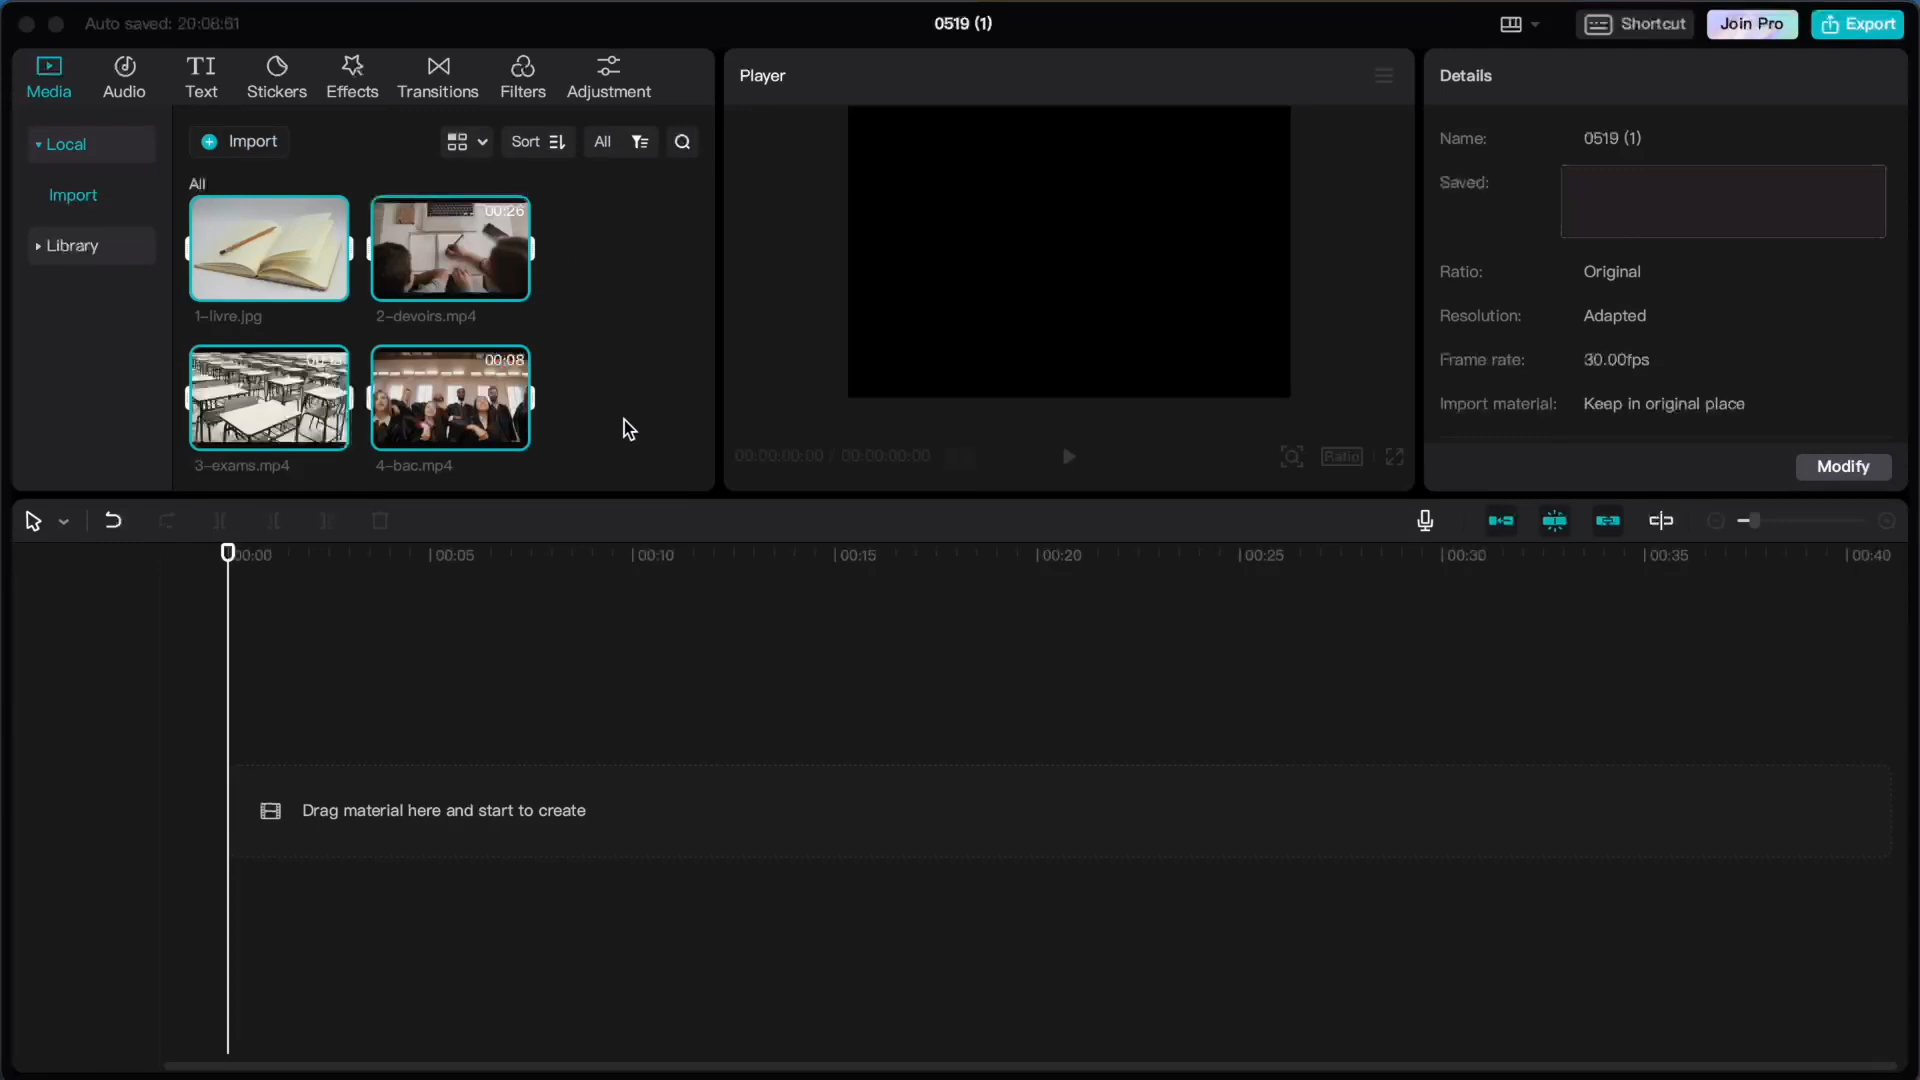 Auto saved: 20:08:51
0519 (1)
Shortcut
Join Pro
Export
Media
Audio
TI
Text
Stickers
Effects
Transitions
Filters
Adjustment
Player
Details
Local
Import
Library
Import
Sort
All
All
00:26
1-livre.jpg
2-devoirs.mp4
00:08
3-exams.mp4
4-bac.mp4
00:00:00:00 / 00:00:00:00
Ratio
Name:
0519 (1)
Saved:
Ratio:
Original
Resolution:
Adapted
Frame rate:
30.00fps
Import material:
Keep in original place
Modify
00:00
00:05
00:10
00:15
00:20
00:25
00:30
00:35
00:40
Drag material here and start to create